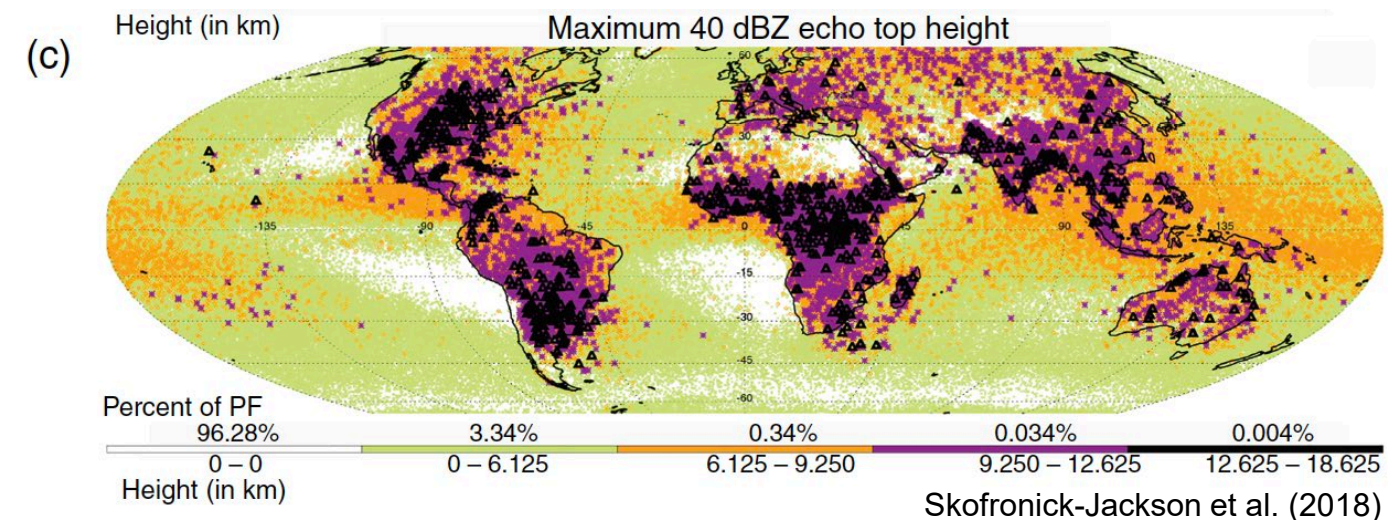 (c)
Height (in km)
Maximum 40 dBZ echo top height
60
30
-135
-90
-45
0
45
90
135
-15
-30
-45
-60
Percent of PF
96.28%
3.34%
0.34%
0.034%
0.004%
0 – 0
0 – 6.125
6.125 – 9.250
9.250 – 12.625
12.625 – 18.625
Height (in km)
Skofronick-Jackson et al. (2018)